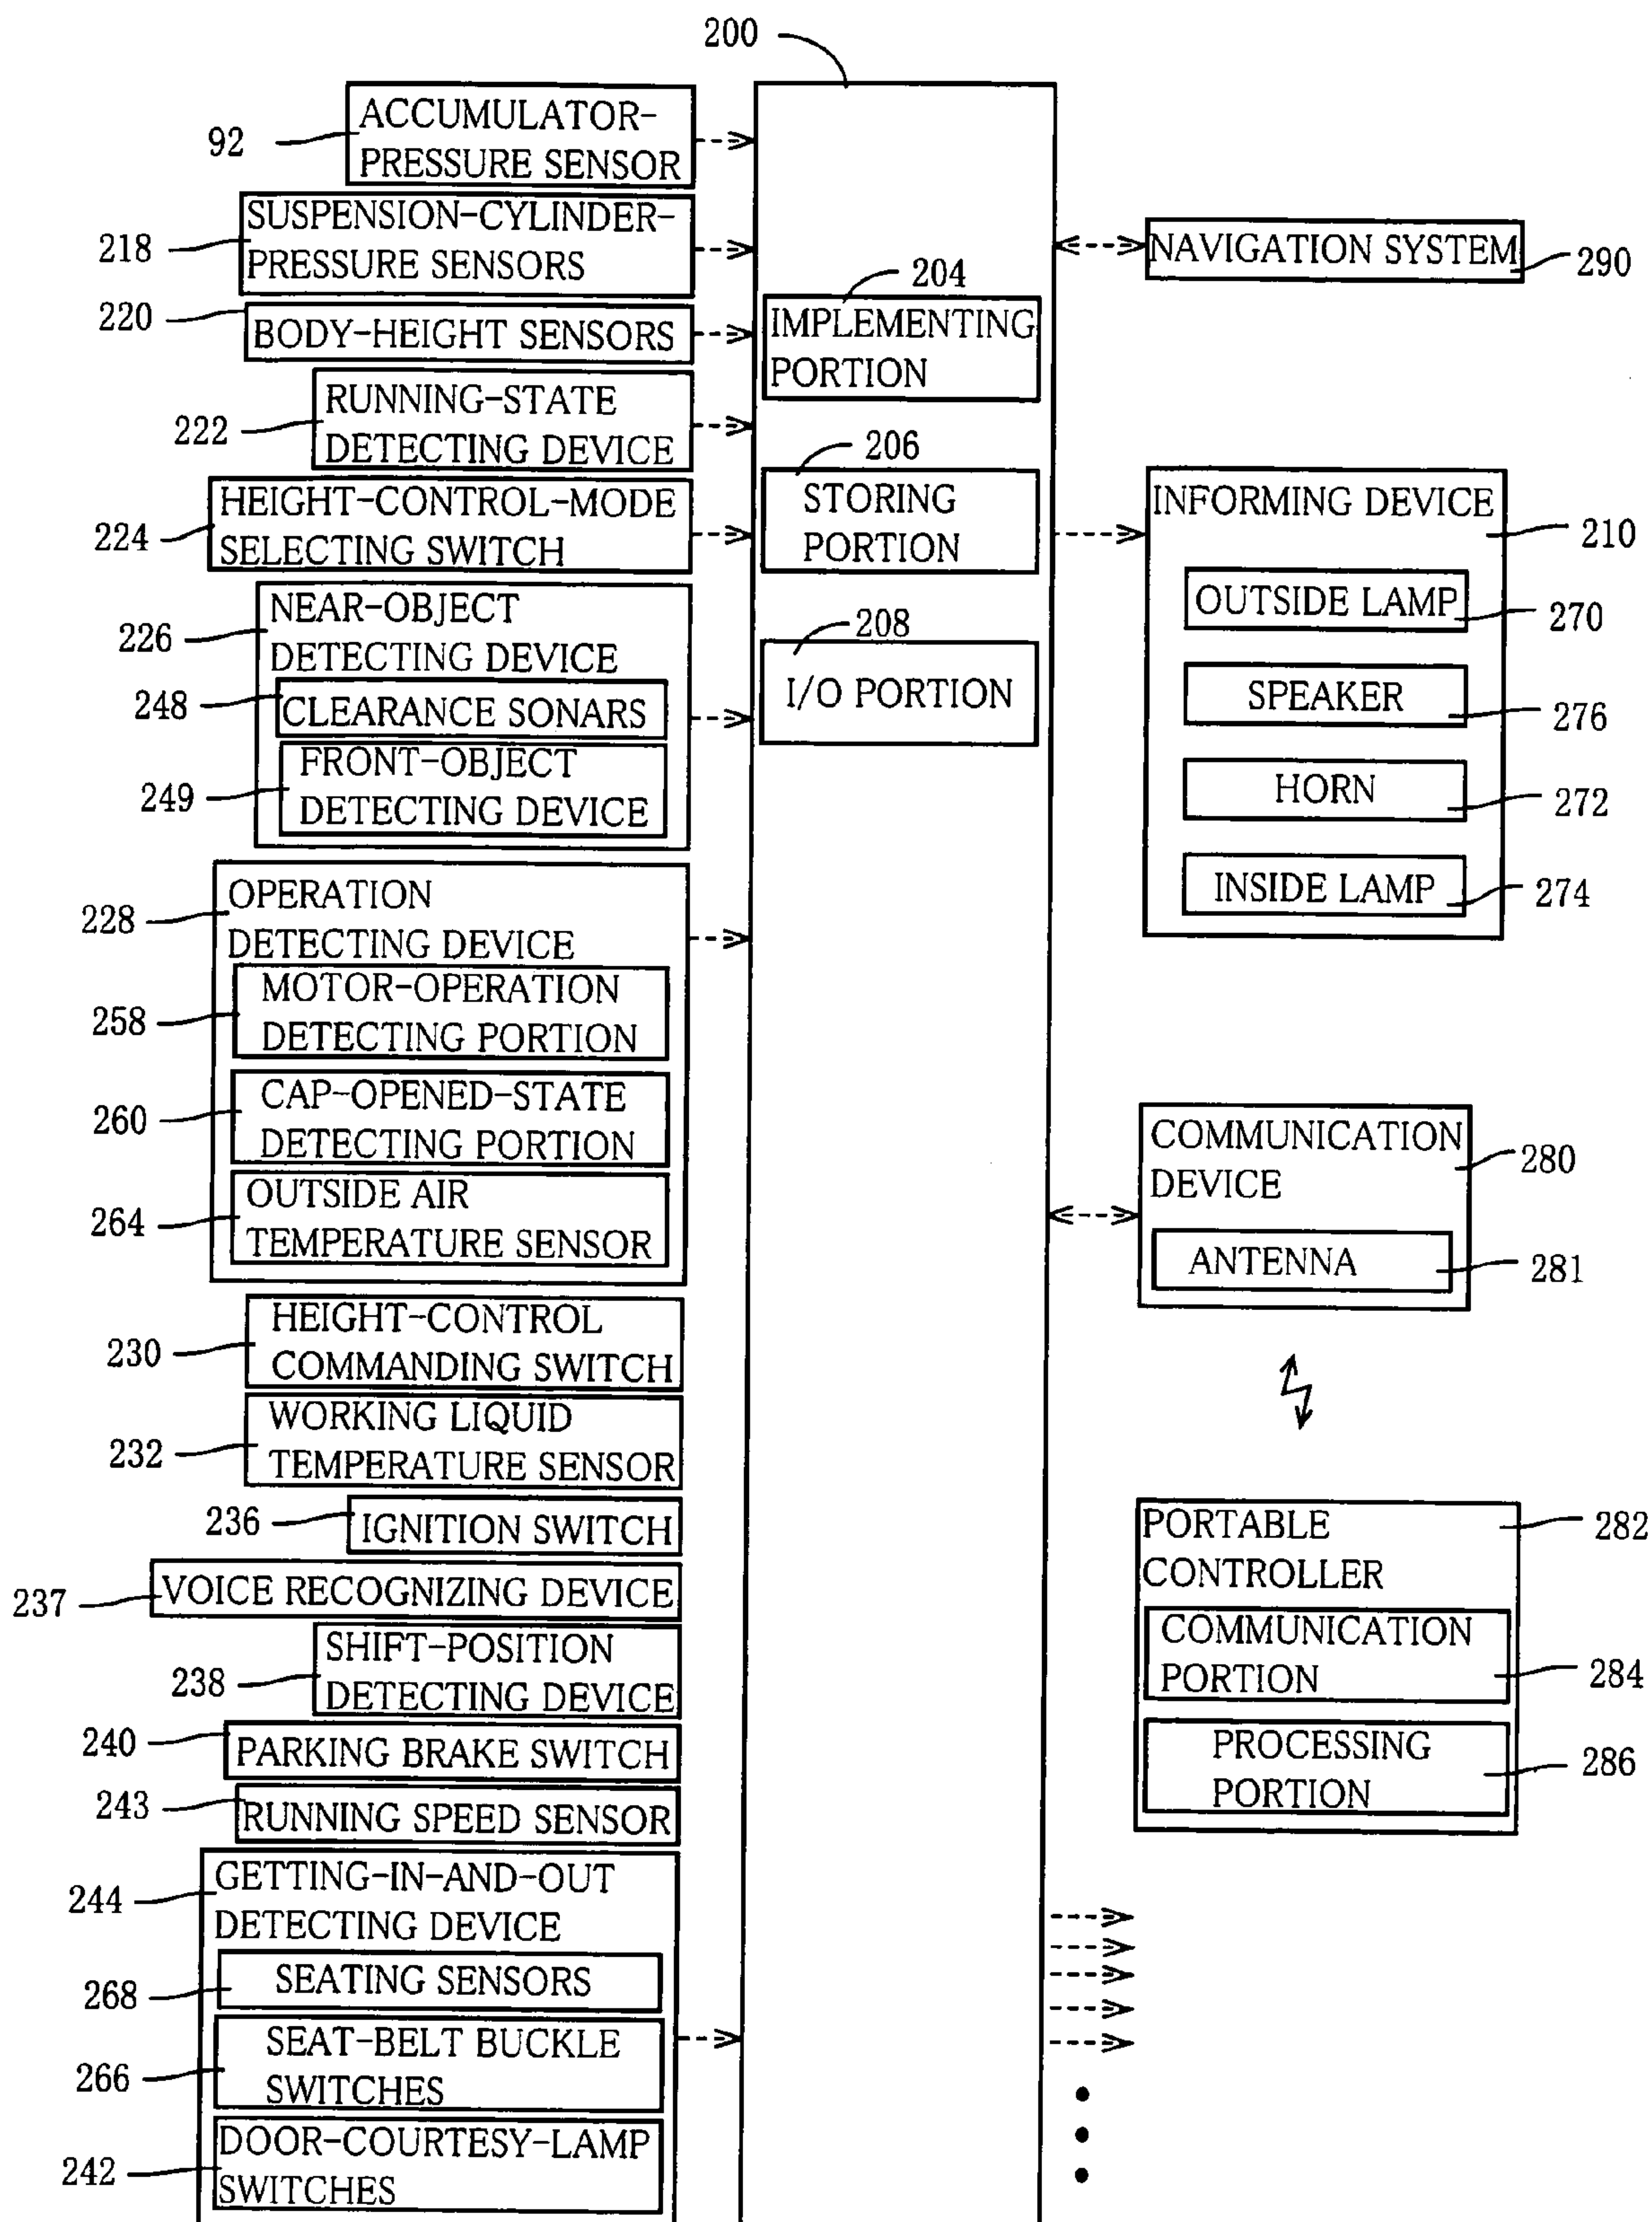 200
92
ACCUMULATOR-
PRESSURE SENSOR
218
SUSPENSION-CYLINDER-
PRESSURE SENSORS
220
BODY-HEIGHT SENSORS
222
RUNNING-STATE
DETECTING DEVICE
224
HEIGHT-CONTROL-MODE
SELECTING SWITCH
226
NEAR-OBJECT
DETECTING DEVICE
248
CLEARANCE SONARS
249
FRONT-OBJECT
DETECTING DEVICE
228
OPERATION
DETECTING DEVICE
258
MOTOR-OPERATION
DETECTING PORTION
260
CAP-OPENED-STATE
DETECTING PORTION
264
OUTSIDE AIR
TEMPERATURE SENSOR
230
HEIGHT-CONTROL
COMMANDING SWITCH
232
WORKING LIQUID
TEMPERATURE SENSOR
236
IGNITION SWITCH
237
VOICE RECOGNIZING DEVICE
238
SHIFT-POSITION
DETECTING DEVICE
240
PARKING BRAKE SWITCH
243
RUNNING SPEED SENSOR
244
GETTING-IN-AND-OUT
DETECTING DEVICE
268
SEATING SENSORS
266
SEAT-BELT BUCKLE
SWITCHES
242
DOOR-COURTESY-LAMP
SWITCHES
204
IMPLEMENTING
PORTION
206
STORING
PORTION
208
I/O PORTION
NAVIGATION SYSTEM
290
INFORMING DEVICE
210
OUTSIDE LAMP
270
SPEAKER
276
HORN
272
INSIDE LAMP
274
COMMUNICATION
DEVICE
280
ANTENNA
281
PORTABLE
CONTROLLER
282
COMMUNICATION
PORTION
284
PROCESSING
PORTION
286